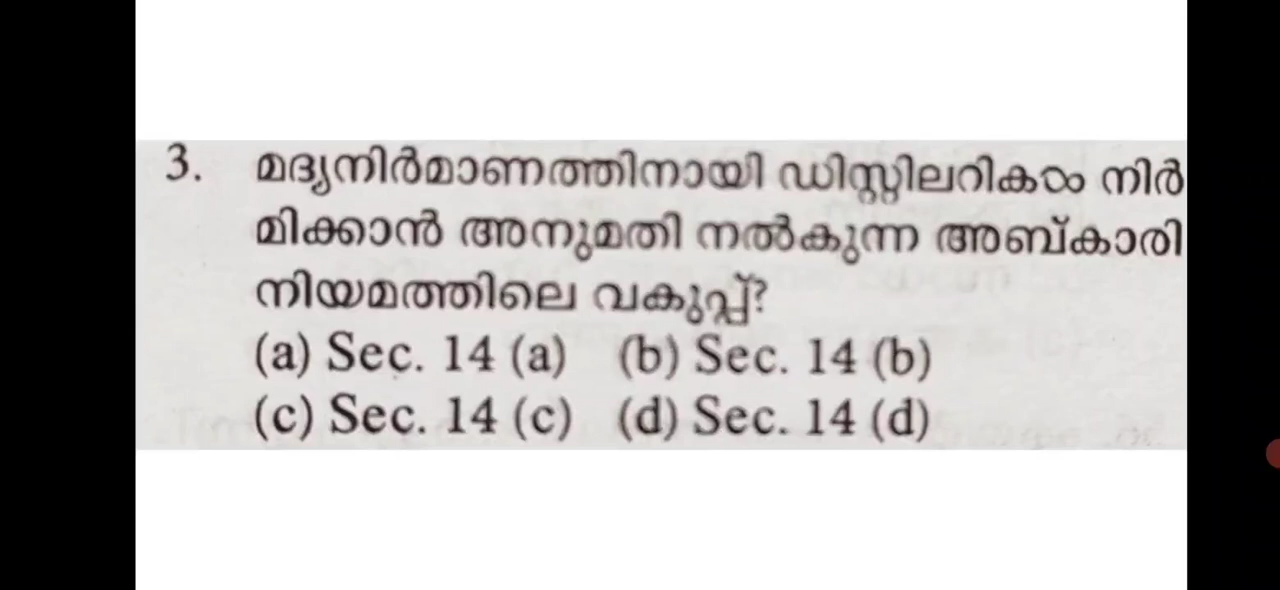 3. മദ്യനിർമാണത്തിനായി ഡിസ്റ്റിലറികൾ നിർ
മിക്കാൻ അനുമതി നൽകുന്ന അബ്കാരി
നിയമത്തിലെ വകുപ്പ്?
(a) Sec. 14 (a) (b) Sec. 14 (b)
(c) Sec. 14 (c) (d) Sec. 14 (d)